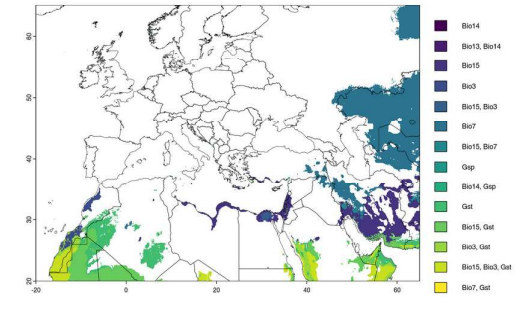 60
50
40
30
20
-20
0
20
40
60
Bio14
Bio13, Bio14
Bio15
Bio3
Bio15, Bio3
Bio7
Bio15, Bio7
Gsp
Bio14, Gsp
Gst
Bio15, Gst
Bio3, Gst
Bio15, Bio3, Gst
Bio7, Gst